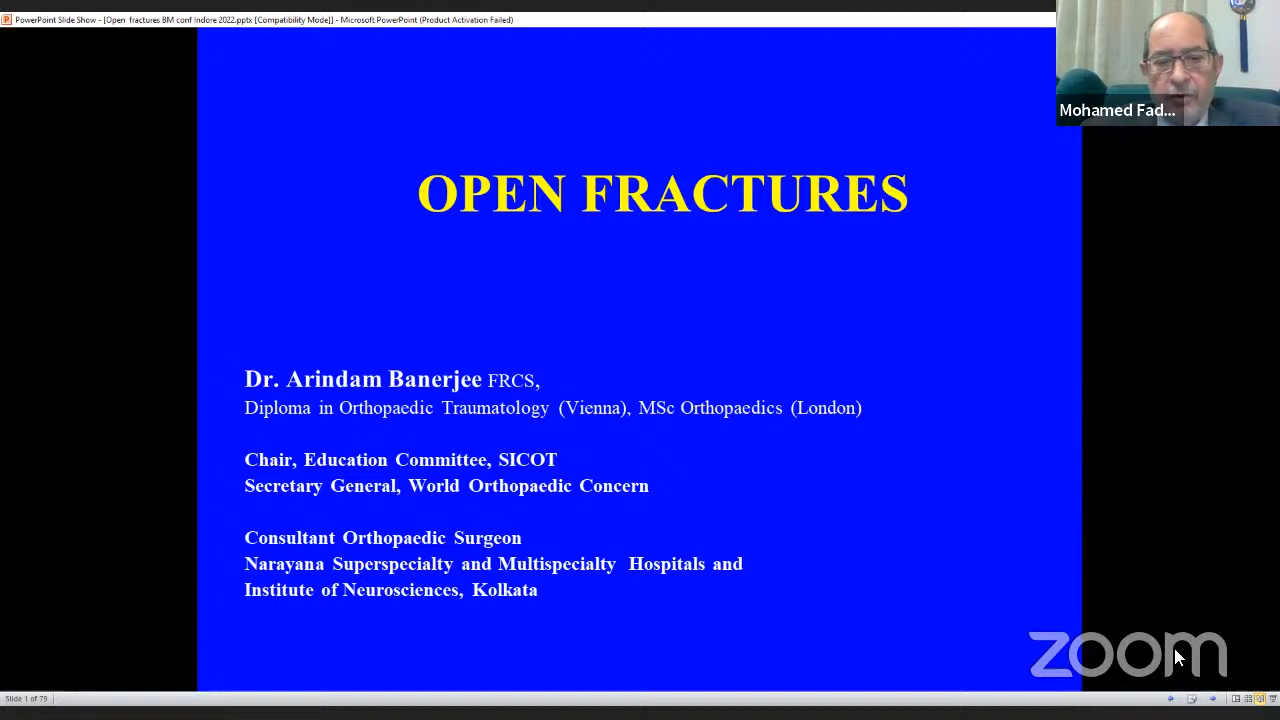 PowerPoint Slide Show - [Open fractures BM conf Indore 2022.pptx [Compatibility Mode]] - Microsoft PowerPoint (Product Activation Failed)
Mohamed Fad...
OPEN FRACTURES
Dr. Arindam Banerjee FRCS,
Diploma in Orthopaedic Traumatology (Vienna), MSc Orthopaedics (London)
Chair, Education Committee, SICOT
Secretary General, World Orthopaedic Concern
Consultant Orthopaedic Surgeon
Narayana Superspecialty and Multispecialty Hospitals and
Institute of Neurosciences, Kolkata
zoom
Slide 1 of 79